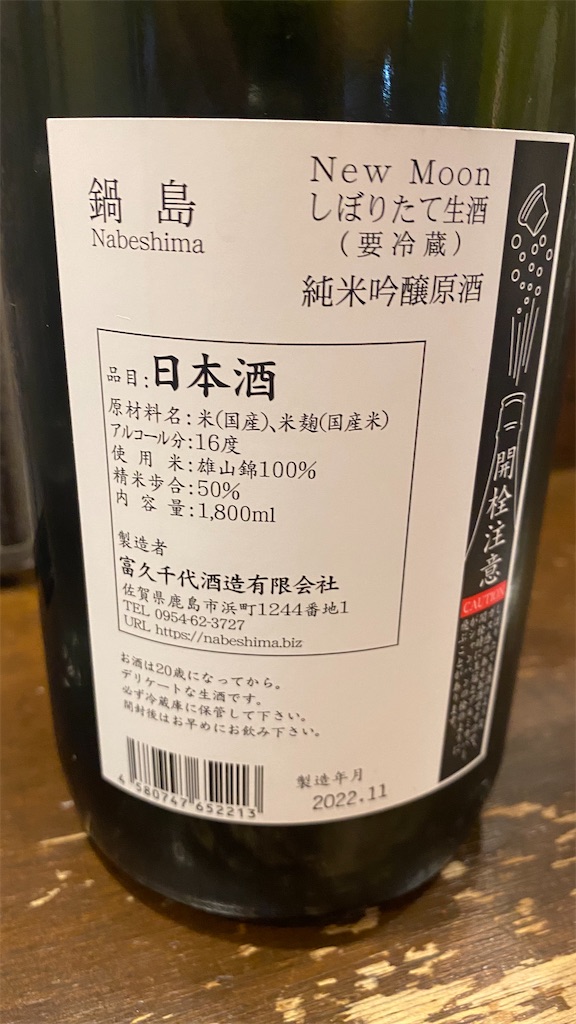 鍋島
Nabeshima
New Moon
しぼりたて生酒
(要冷蔵)
純米吟醸原酒
品目:日本酒
原材料名:米(国産)、米麹(国産米)
アルコール分:16度
使用米:雄山錦100%
精米歩合:50%
内容量:1,800ml
製造者
富久千代酒造有限会社
佐賀県鹿島市浜町1244番地1
TEL 0954-62-3727
URL https://nabeshima.biz
お酒は20歳になってから。
デリケートな生酒です。
必ず冷蔵庫に保管して下さい。
開封後はお早めにお飲み下さい。
4 580747 652213
製造年月
2022.11
開栓注意
CAUTION